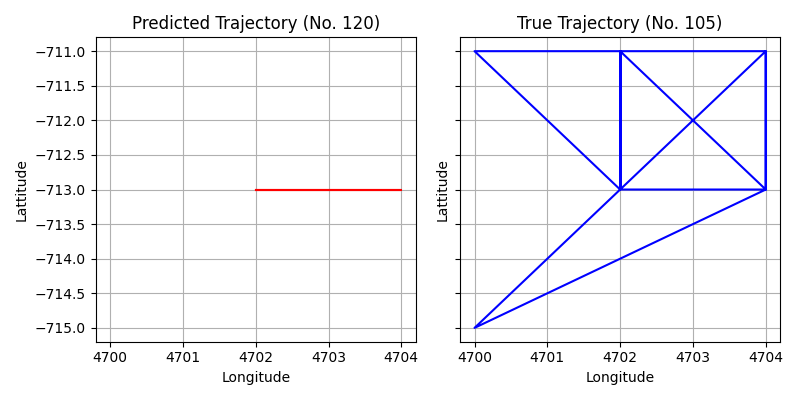 Predicted Trajectory (No. 120)
True Trajectory (No. 105)
−711.0
−711.5
−712.0
−712.5
−713.0
−713.5
−714.0
−714.5
−715.0
Lattitude
Lattitude
4700 4701 4702 4703 4704
4700 4701 4702 4703 4704
Longitude
Longitude